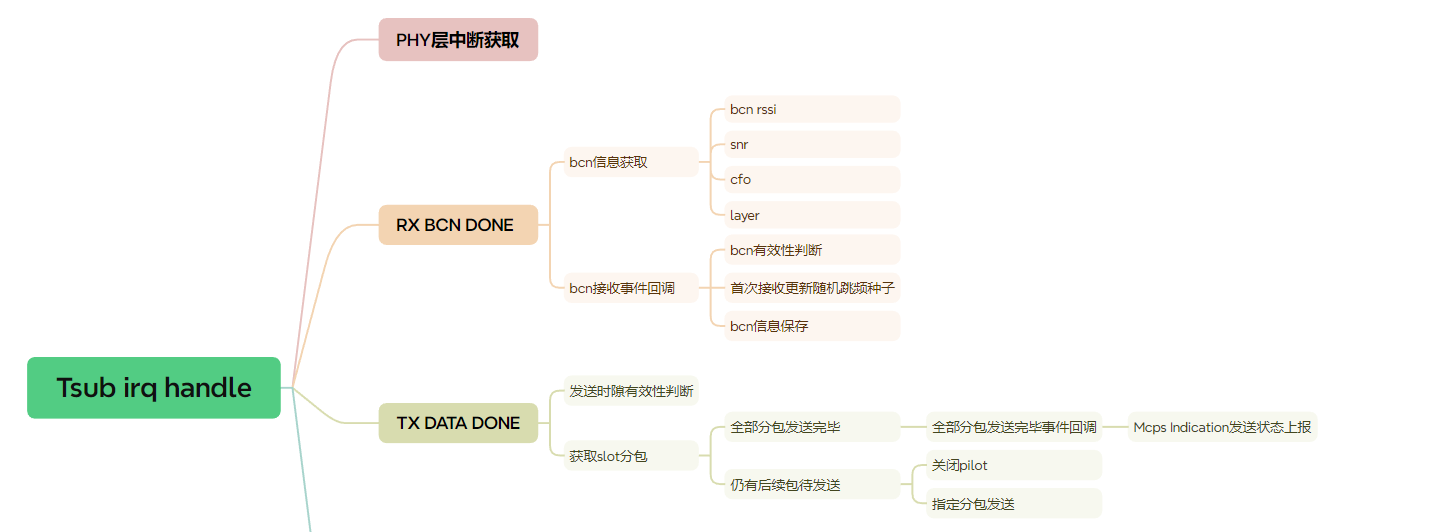 PHY层中断获取
bcn rssi
snr
bcn信息获取
cfo
layer
RX BCN DONE
bcn有效性判断
bcn接收事件回调
首次接收更新随机跳频种子
bcn信息保存
Tsub irq handle
发送时隙有效性判断
TX DATA DONE
全部分包发送完毕
全部分包发送完毕事件回调
Mcps Indication发送状态上报
获取slot分包
关闭pilot
仍有后续包待发送
指定分包发送